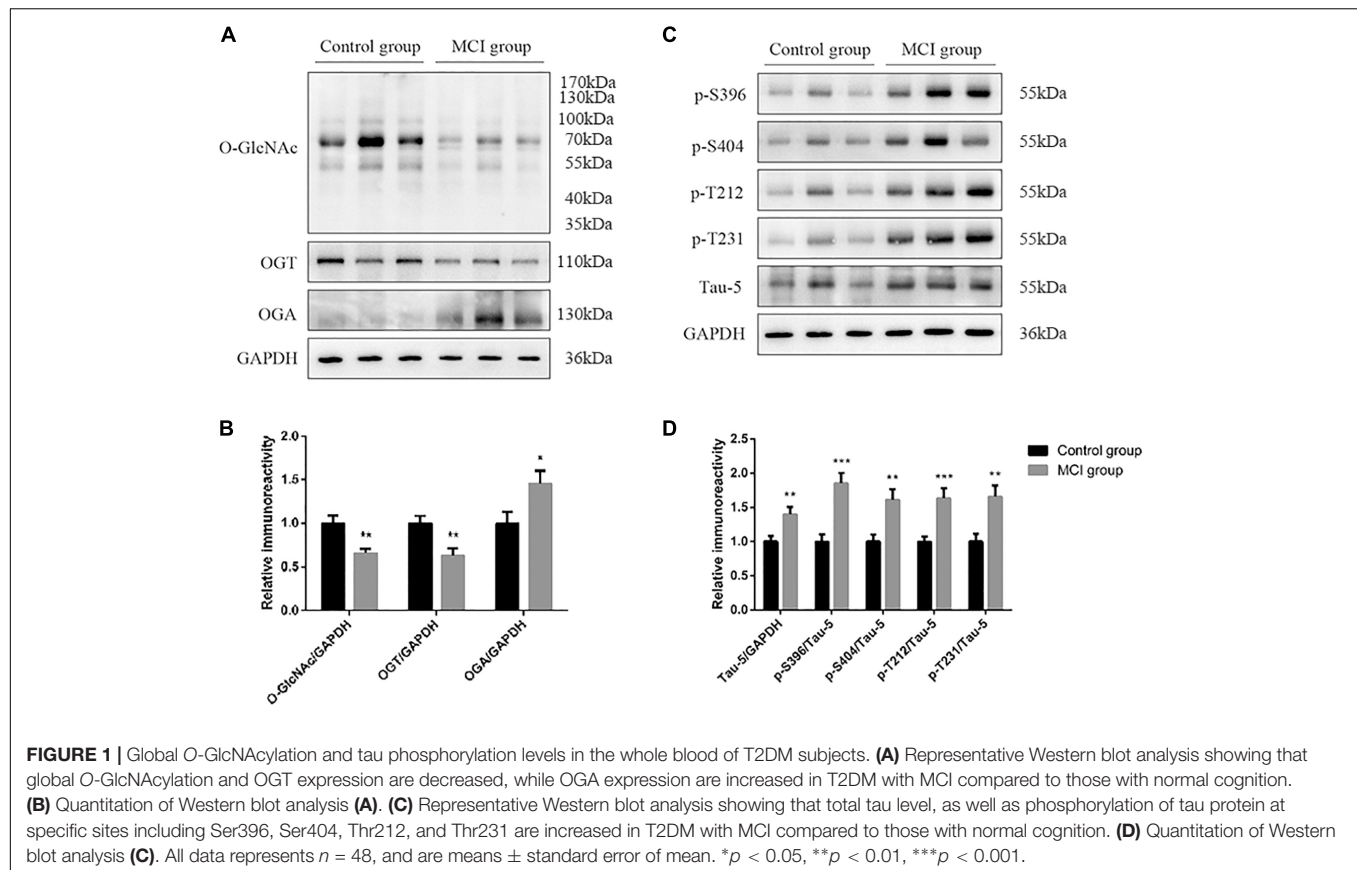 A
Control group MCI group
O-GlcNAc
170kDa
130kDa
100kDa
70kDa
55kDa
40kDa
35kDa
OGT 110kDa
OGA 130kDa
GAPDH 36kDa
C
Control group MCI group
p-S396 55kDa
p-S404 55kDa
p-T212 55kDa
p-T231 55kDa
Tau-5 55kDa
GAPDH 36kDa
B
Relative immunoreactivity
2.0
1.5
1.0
0.5
0.0
** ** *
O-GlcNAc/GAPDH
OGT/GAPDH
OGA/GAPDH
D
Relative immunoreactivity
2.5
2.0
1.5
1.0
0.5
0.0
** *** ** *** **
Tau-5/GAPDH
p-S396/Tau-5
p-S404/Tau-5
p-T212/Tau-5
p-T231/Tau-5
Control group
MCI group
FIGURE 1 | Global O-GlcNAcylation and tau phosphorylation levels in the whole blood of T2DM subjects. (A) Representative Western blot analysis showing that
global O-GlcNAcylation and OGT expression are decreased, while OGA expression are increased in T2DM with MCI compared to those with normal cognition.
(B) Quantitation of Western blot analysis (A). (C) Representative Western blot analysis showing that total tau level, as well as phosphorylation of tau protein at
specific sites including Ser396, Ser404, Thr212, and Thr231 are increased in T2DM with MCI compared to those with normal cognition. (D) Quantitation of Western
blot analysis (C). All data represents n = 48, and are means ± standard error of mean. *p < 0.05, **p < 0.01, ***p < 0.001.